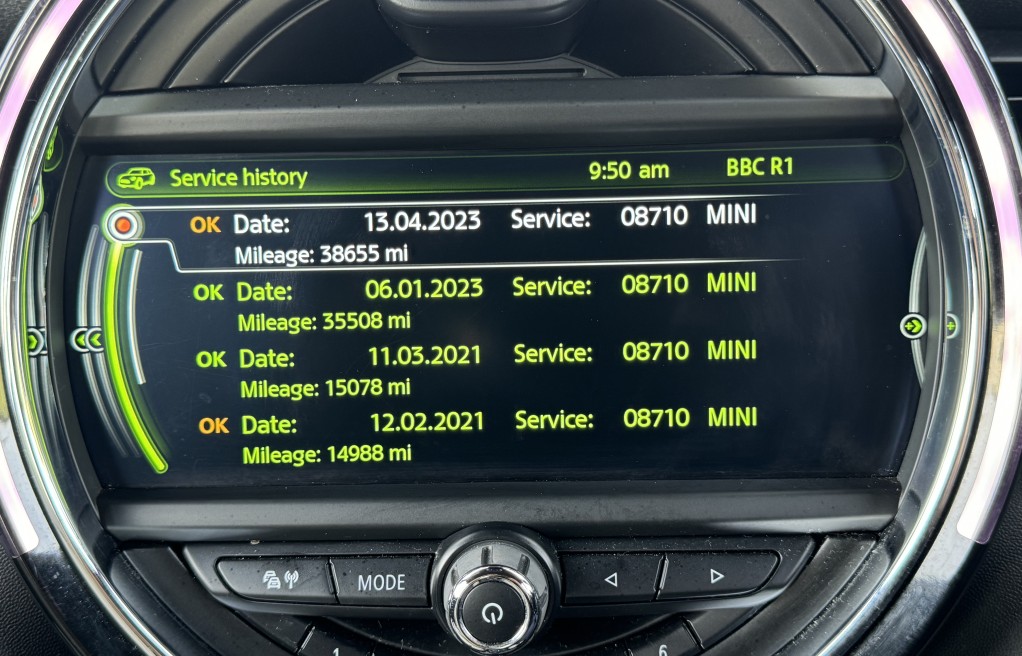 Service history 9:50 am BBC R1
OK Date: 13.04.2023 Service: 08710 MINI
Mileage: 38655 mi
OK Date: 06.01.2023 Service: 08710 MINI
Mileage: 35508 mi
OK Date: 11.03.2021 Service: 08710 MINI
Mileage: 15078 mi
OK Date: 12.02.2021 Service: 08710 MINI
Mileage: 14988 mi
MODE
1 6